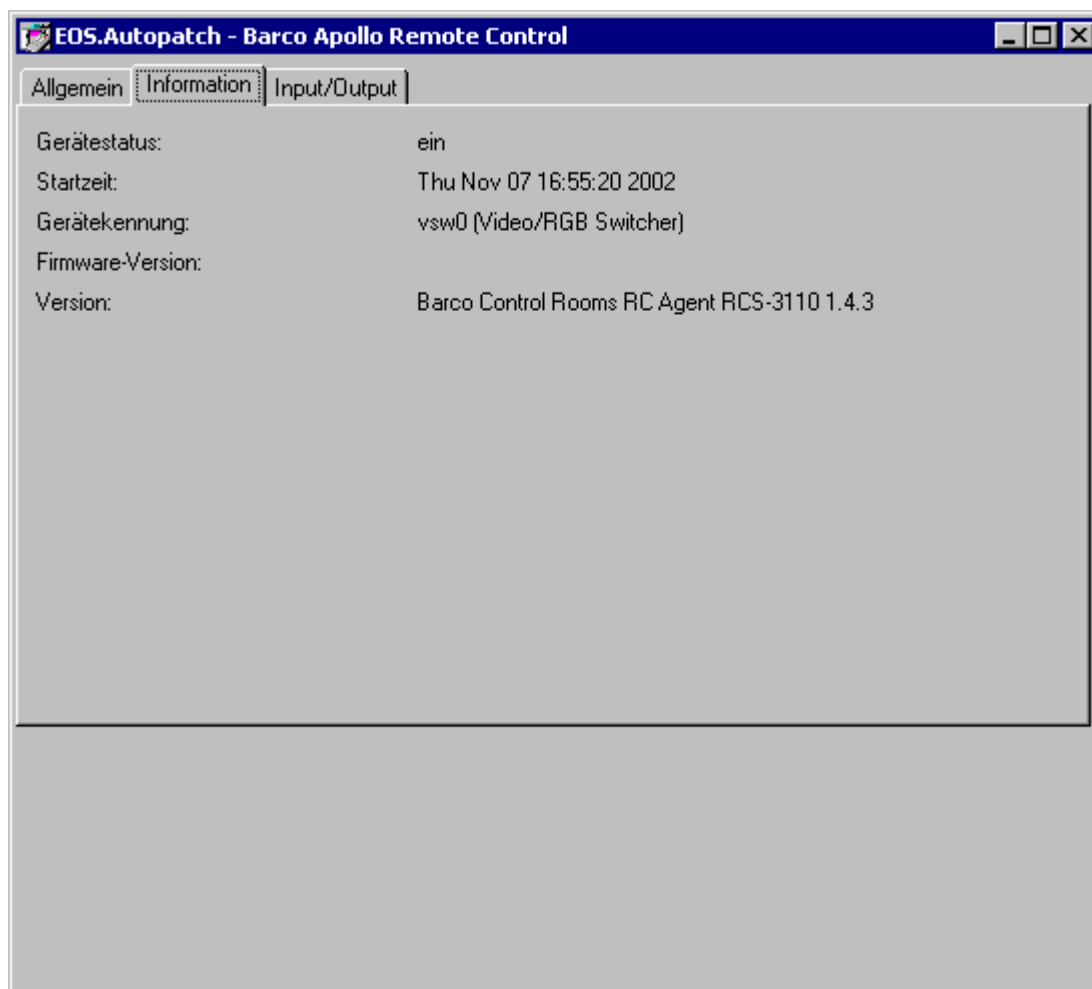 EOS.Autopatch - Barco Apollo Remote Control
Allgemein Information Input/Output
Gerätestatus: ein
Startzeit: Thu Nov 07 16:55:20 2002
Gerätekennung: vsw0 (Video/RGB Switcher)
Firmware-Version:
Version: Barco Control Rooms RC Agent RCS-3110 1.4.3